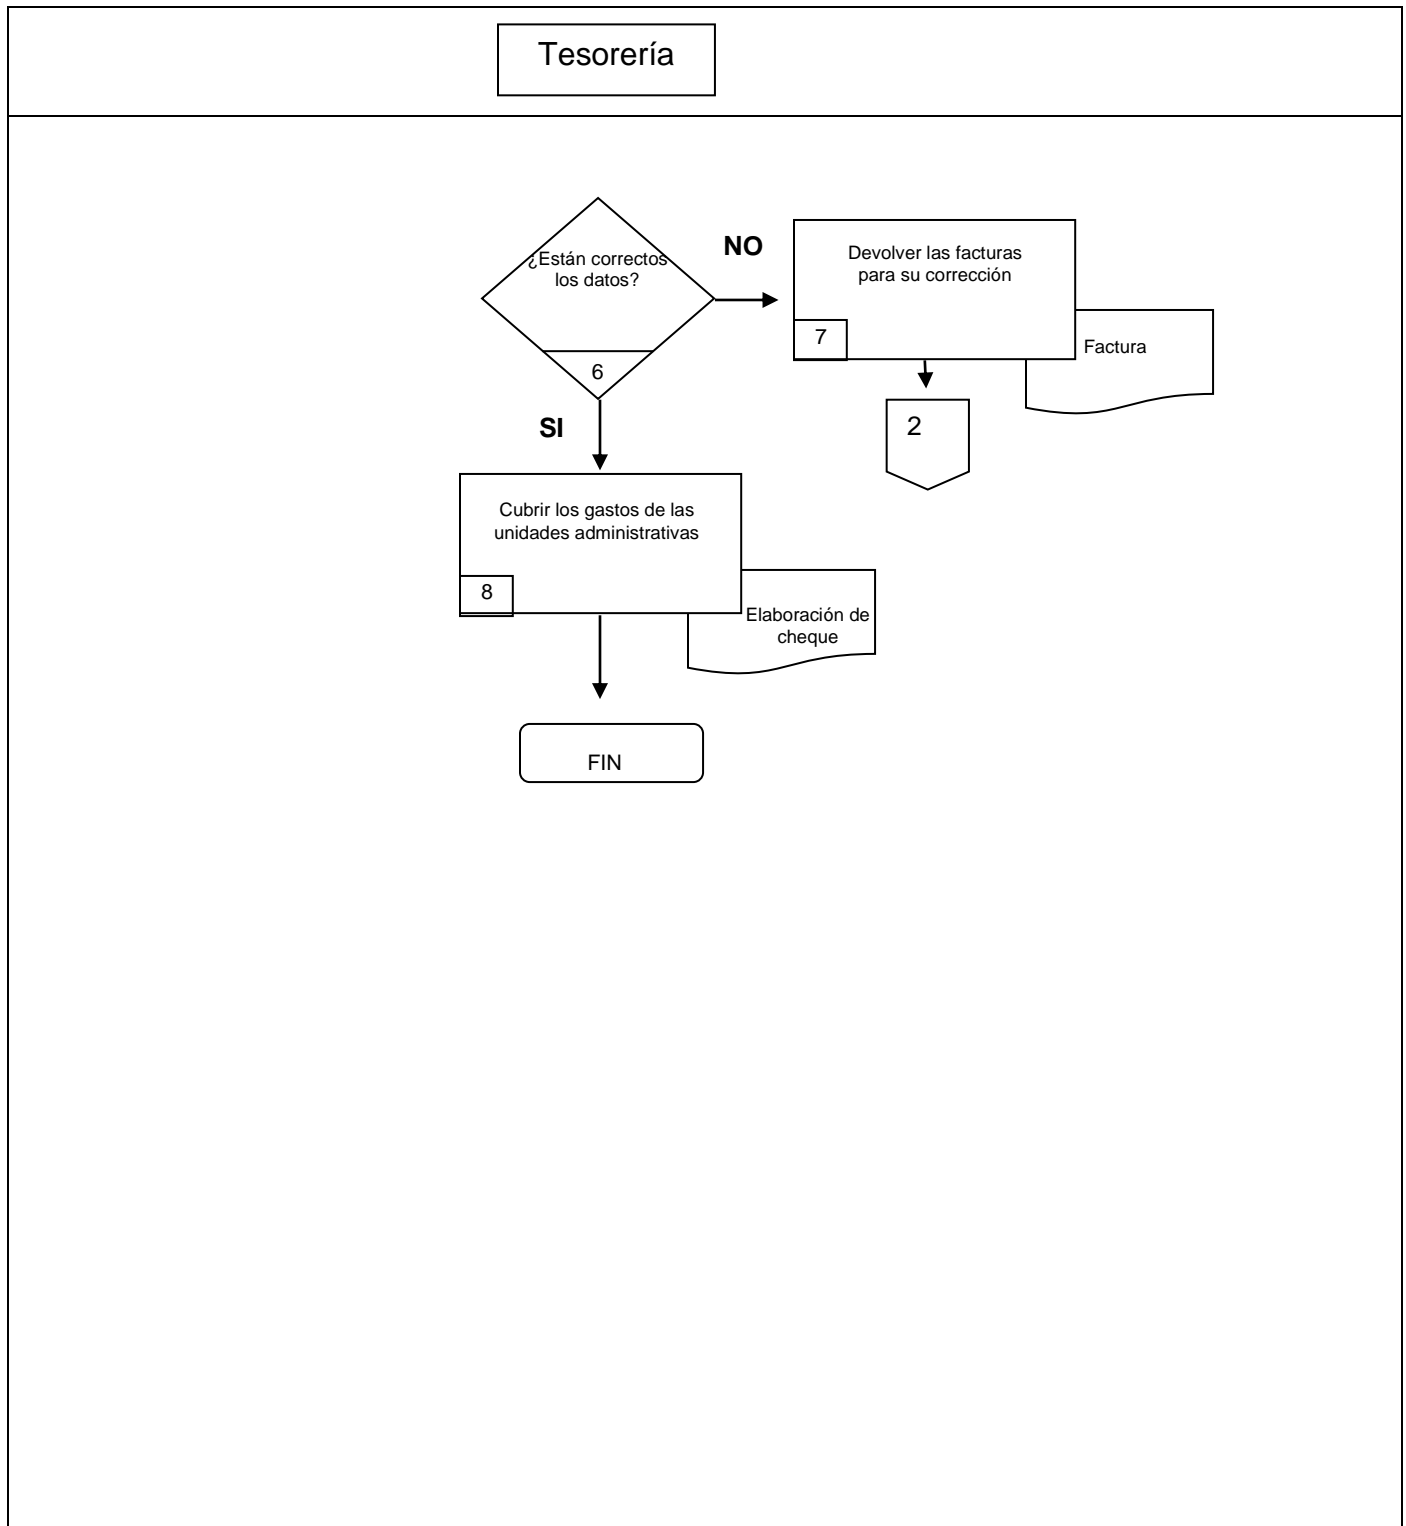 Tesorería
¿Están correctos
los datos?
6
NO
Devolver las facturas
para su corrección
7
Factura
2
SI
Cubrir los gastos de las
unidades administrativas
8
Elaboración de
cheque
FIN